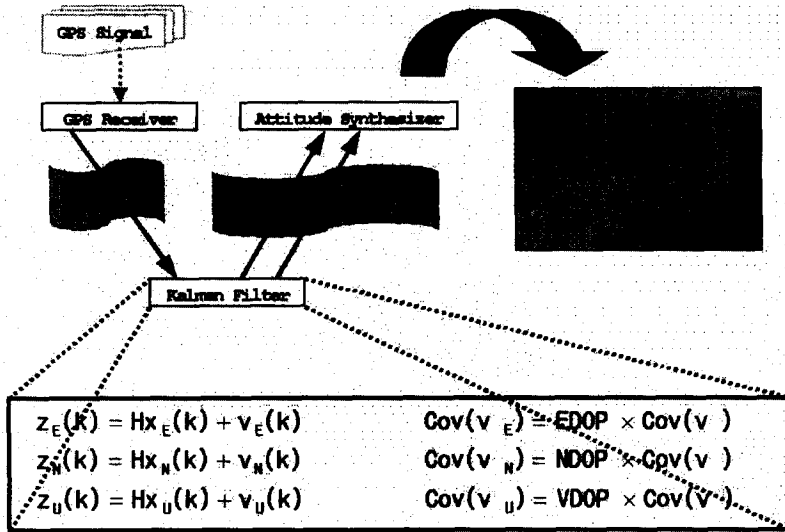 GPS Signal
GPS Receiver
Attitude Synthesizer
Kalman Filter
z_E(k) = Hx_E(k) + v_E(k)
Cov(v_E) = EDOP × Cov(v)
z_N(k) = Hx_N(k) + v_N(k)
Cov(v_N) = NDOP × Cov(v)
z_U(k) = Hx_U(k) + v_U(k)
Cov(v_U) = VDOP × Cov(v)